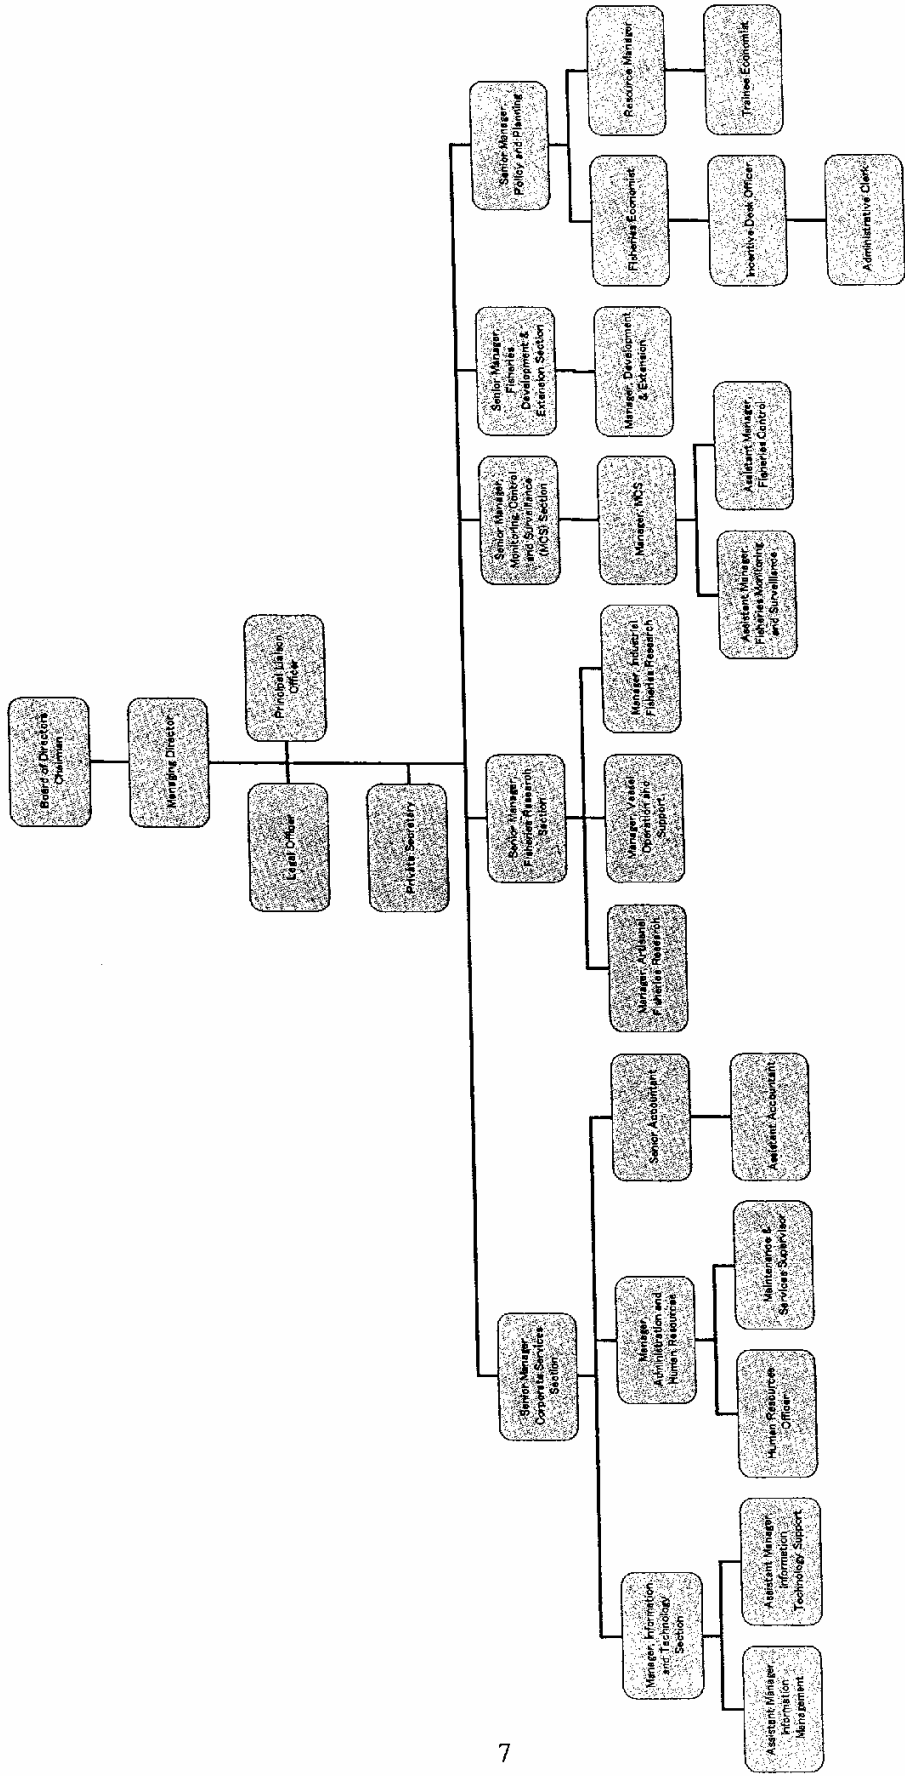 Board of Directors
Chairman
Managing Director
Legal Officer
Principal Liaison
Officer
Private Secretary
Senior Manager
Corporate Services
Section
Senior Manager,
Fisheries Research
Section
Senior Manager,
Monitoring, Control
and Surveillance
(MCS) Section
Senior Manager,
Fisheries
Development &
Extension Section
Senior Manager,
Policy and Planning
Manager, Information
and Technology
Section
Manager,
Administration and
Human Resources
Senior Accountant
Manager, Artisanal
Fisheries Research
Manager, Vessel
Operation and
Support
Manager, Industrial
Fisheries Research
Manager, MCS
Manager, Development
& Extension
Fisheries Economist
Resource Manager
Assistant Manager
Information
Management
Assistant Manager
Information
Technology Support
Human Resources
Officer
Maintenance &
Services Supervisor
Assistant Accountant
Assistant Manager,
Fisheries Monitoring
and Surveillance
Assistant Manager,
Fisheries Control
Incentive Desk Officer
Trainee Economist
Administrative Clerk
7